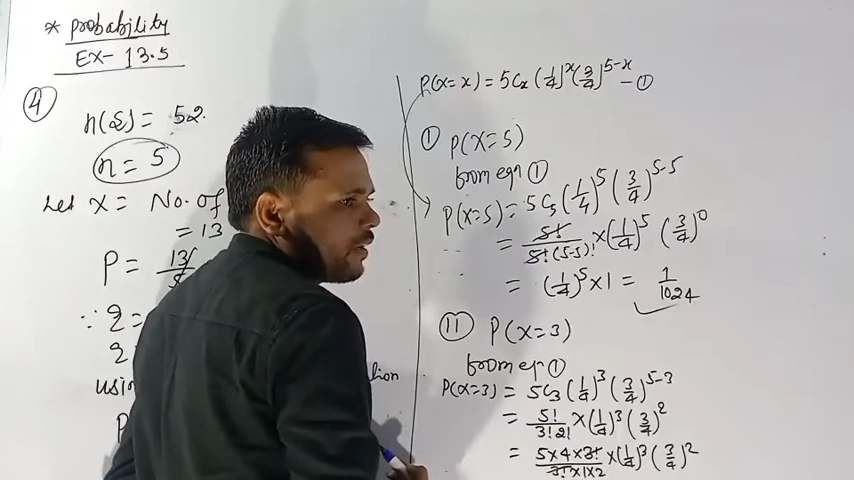 * Probability
EX- 13.5
4
n(S) = 52.
n = 5
Let X = No. of
= 13
P = 13/
∵ q =
q
usin
P
tion
P(X=x) = 5Cx (1/4)^x (3/4)^5-x - ①
① P(X=5)
from eqn ①
P(X=5) = 5C5 (1/4)^5 (3/4)^5-5
= 5!/5!(5-5)! × (1/4)^5 (3/4)^0
= (1/4)^5 × 1 = 1/1024
II P(X=3)
from eqn ①
P(X=3) = 5C3 (1/4)^3 (3/4)^5-3
= 5!/3!2! × (1/4)^3 (3/4)^2
= 5×4×3!/3!×1×2 × (1/4)^3 (3/4)^2